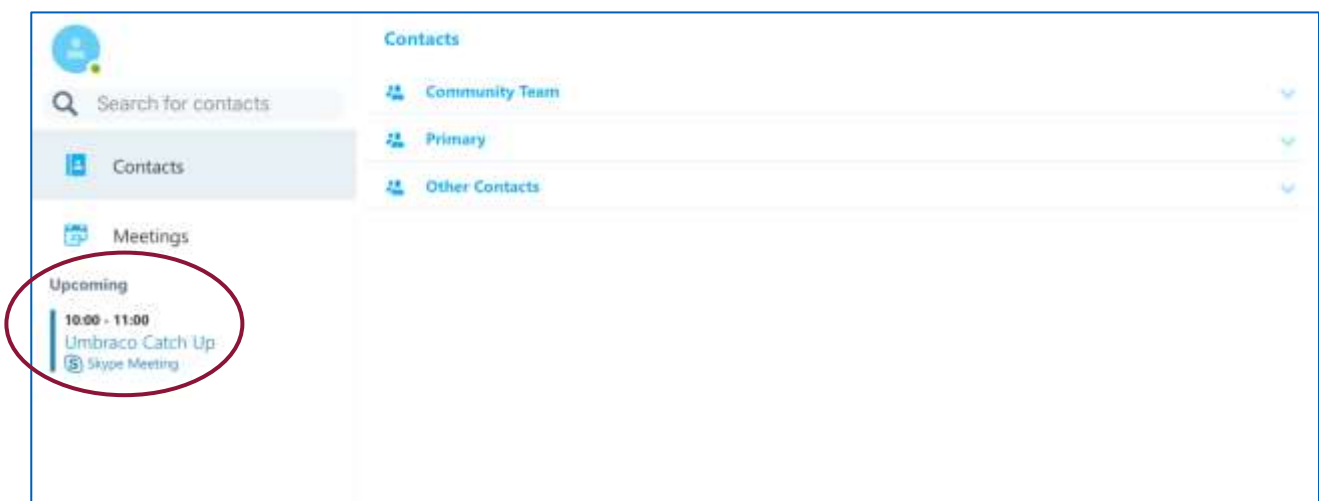 Search for contacts
Contacts
Meetings
Upcoming
10:00 - 11:00
Umbraco Catch Up
Skype Meeting
Contacts
Community Team
Primary
Other Contacts